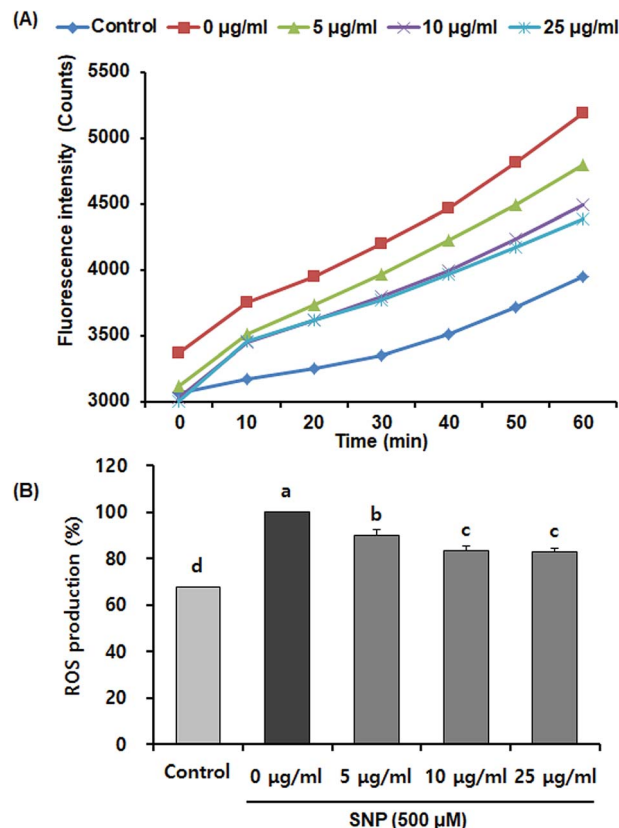 (A)
Control 0 µg/ml 5 µg/ml 10 µg/ml 25 µg/ml
Fluorescence intensity (Counts)
5500
5000
4500
4000
3500
3000
0 10 20 30 40 50 60
Time (min)
(B)
ROS production (%)
120
100
80
60
40
20
0
d
a
b
c
c
Control 0 µg/ml 5 µg/ml 10 µg/ml 25 µg/ml
SNP (500 µM)